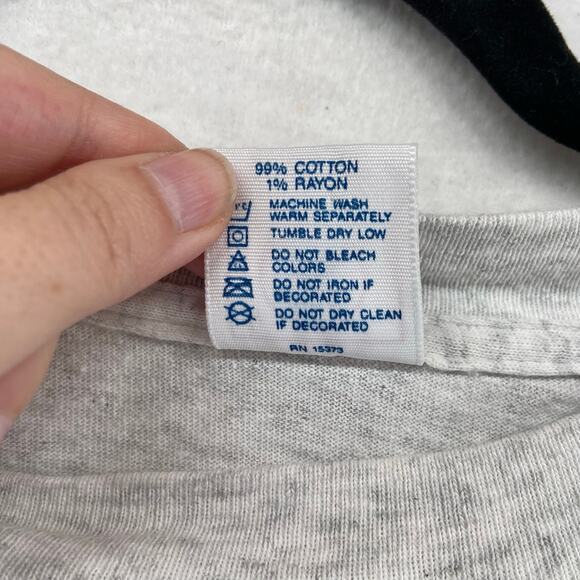 99% COTTON
1% RAYON
MACHINE WASH
WARM SEPARATELY
TUMBLE DRY LOW
DO NOT BLEACH
COLORS
DO NOT IRON IF
DECORATED
DO NOT DRY CLEAN
IF DECORATED
RN 15373